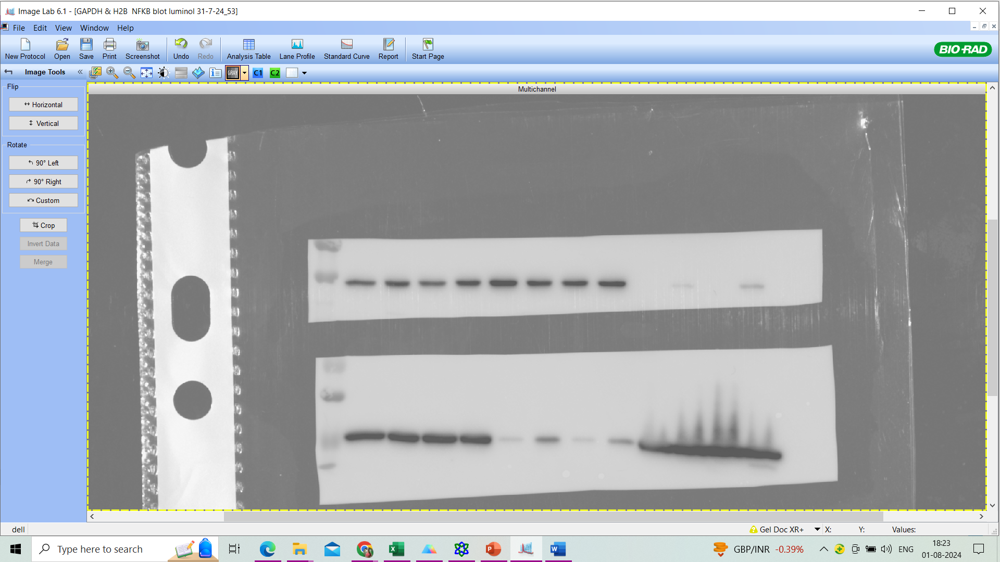 Image Lab 6.1 - [GAPDH & H2B  NFKB blot luminol 31-7-24_53]
File Edit View Window Help
New Protocol Open Save Print Screenshot Undo Redo Analysis Table Lane Profile Standard Curve Report Start Page BIO-RAD
Image Tools « GRAY C1 C2
Flip
Multichannel
Horizontal
Vertical
Rotate
90° Left
90° Right
Custom
Crop
Invert Data
Merge
dell Gel Doc XR+ X: Y: Values:
Type here to search GBP/INR -0.39% ENG 18:23
01-08-2024